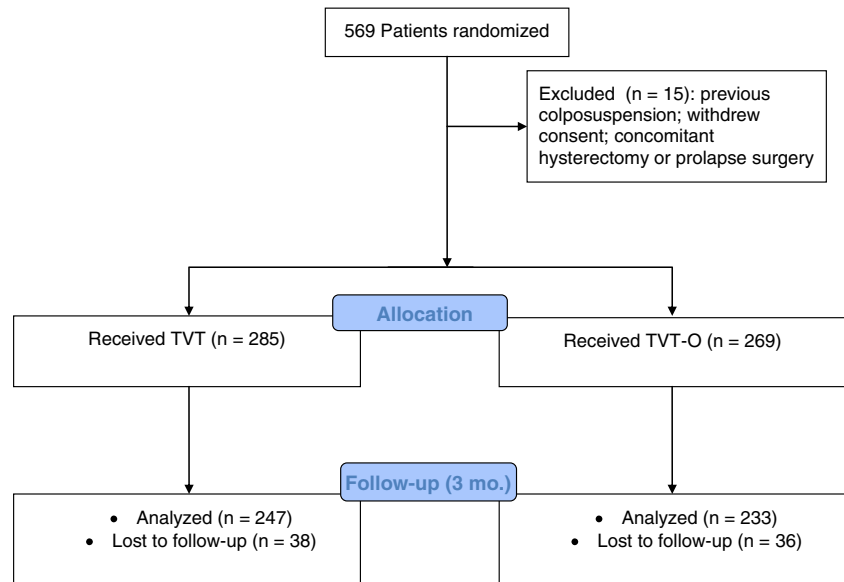 569 Patients randomized
Excluded (n = 15): previous
colposuspension; withdrew
consent; concomitant
hysterectomy or prolapse surgery
Allocation
Received TVT (n = 285)
Received TVT-O (n = 269)
Follow-up (3 mo.)
• Analyzed (n = 247)
• Lost to follow-up (n = 38)
• Analyzed (n = 233)
• Lost to follow-up (n = 36)